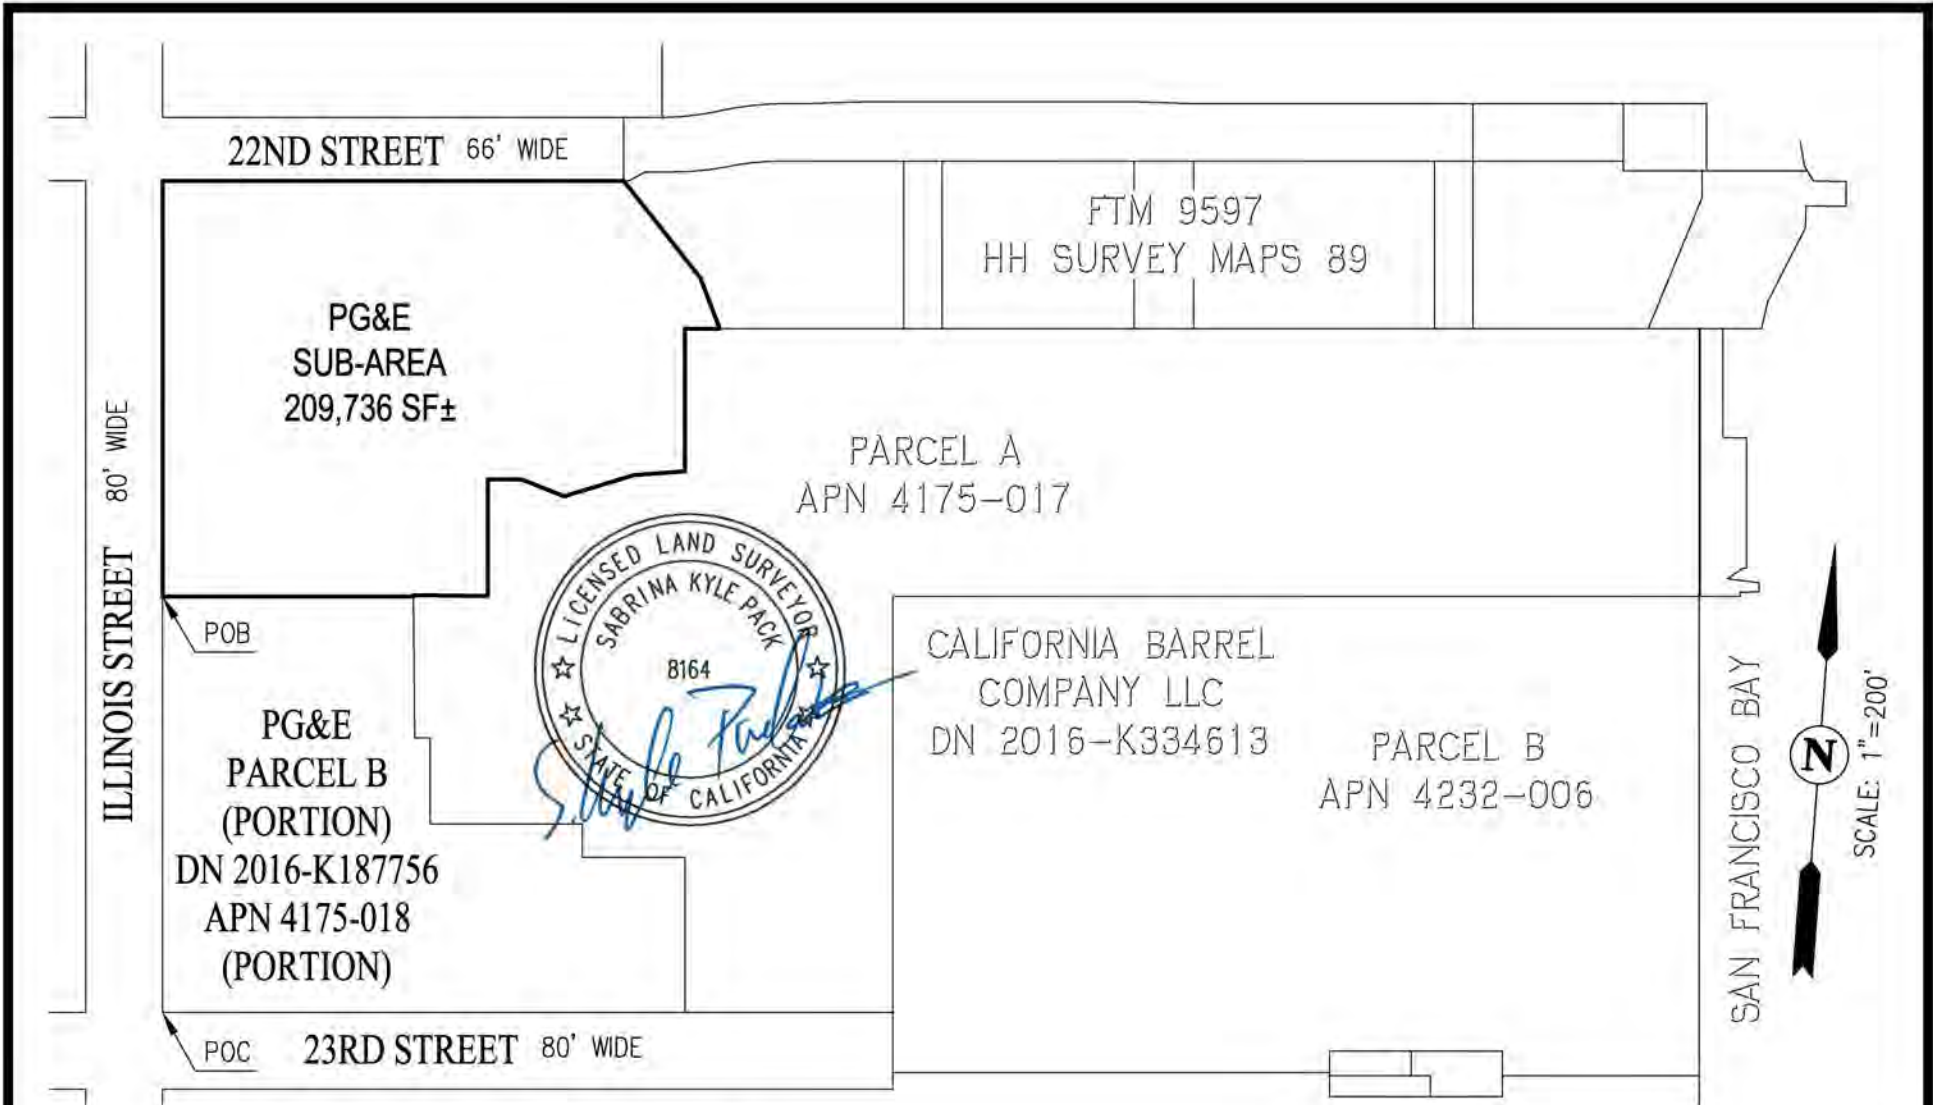 22ND STREET 66' WIDE
FTM 9597
HH SURVEY MAPS 89
PG&E
SUB-AREA
209,736 SF±
ILLINOIS STREET 80' WIDE
PARCEL A
APN 4175-017
LICENSED LAND SURVEYOR
SABRINA KYLE PACK
8164
STATE OF CALIFORNIA
POB
CALIFORNIA BARREL
COMPANY LLC
DN 2016-K334613
PG&E
PARCEL B
(PORTION)
DN 2016-K187756
APN 4175-018
(PORTION)
PARCEL B
APN 4232-006
SAN FRANCISCO BAY
N
SCALE: 1"=200'
POC
23RD STREET 80' WIDE